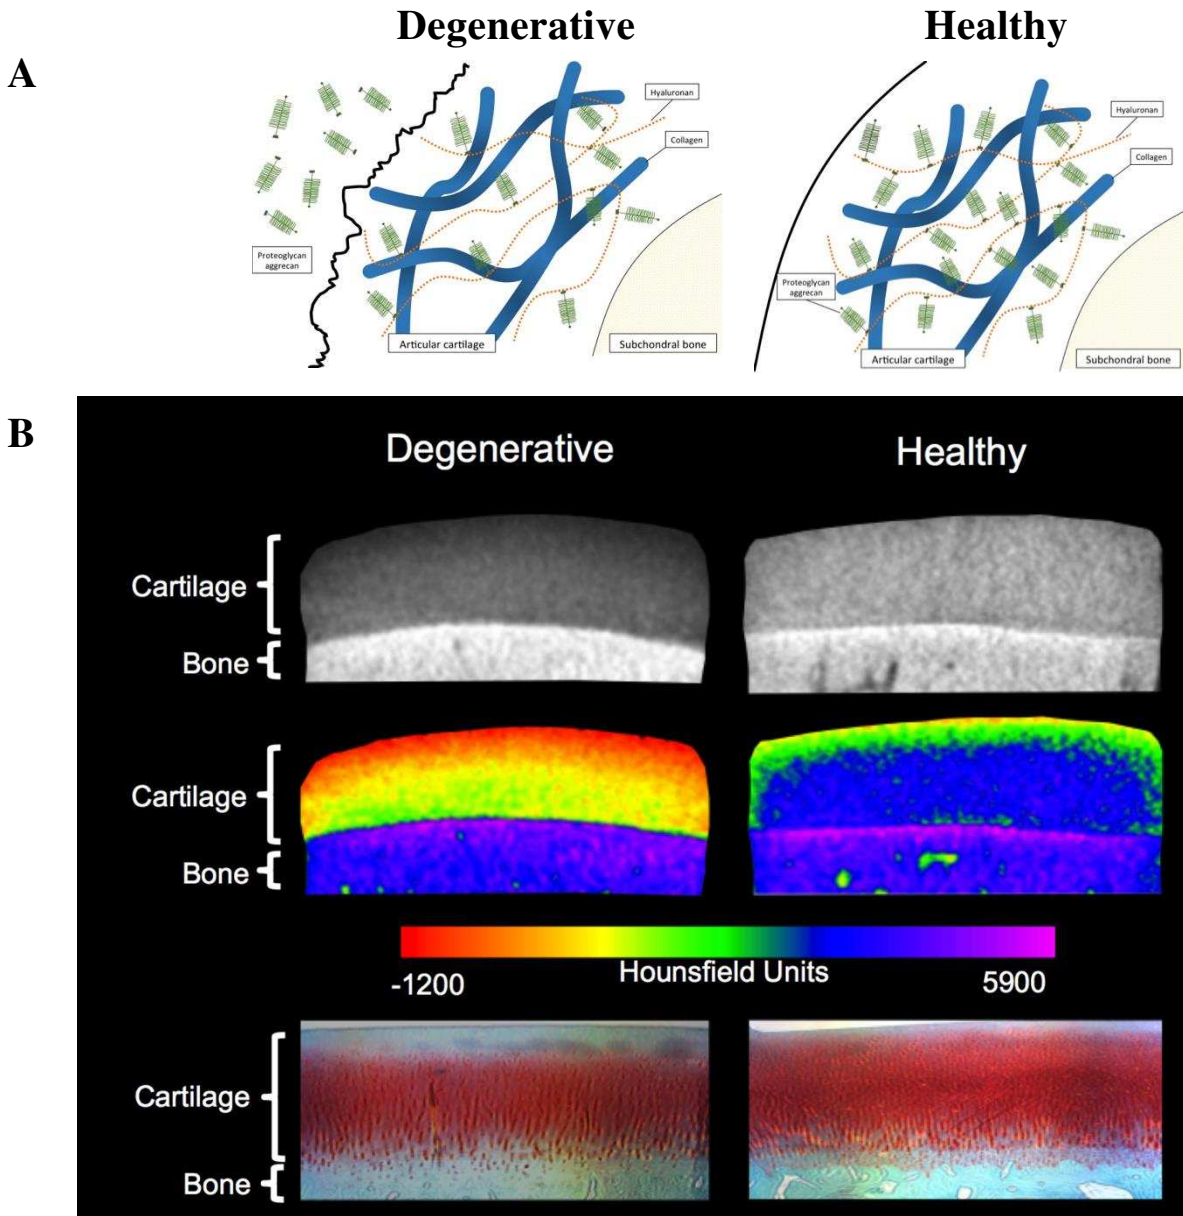 Degenerative
Healthy
A
Hyaluronan
Collagen
Proteoglycan
aggrecan
Articular cartilage
Subchondral bone
Hyaluronan
Collagen
Proteoglycan
aggrecan
Articular cartilage
Subchondral bone
B
Degenerative
Healthy
Cartilage
Bone
Cartilage
Bone
Hounsfield Units
-1200
5900
Cartilage
Bone